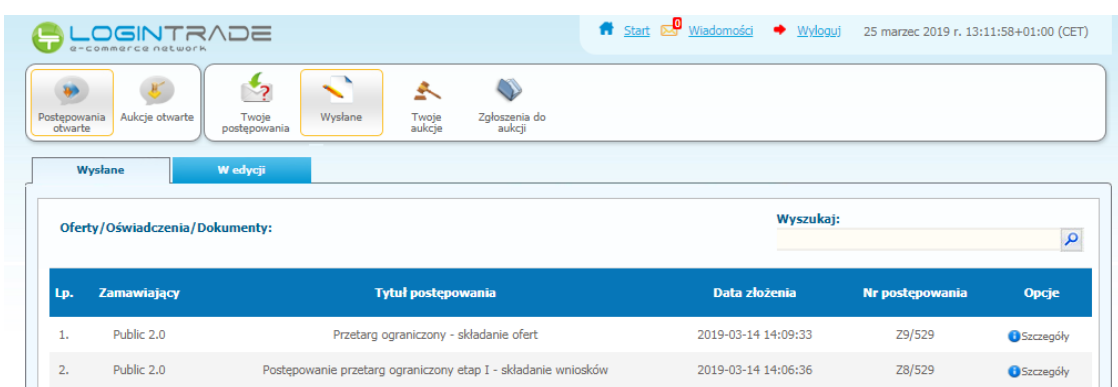 LOGINTRADE
e-commerce network
Start 0 Wiadomości Wyloguj 25 marzec 2019 r. 13:11:58+01:00 (CET)
Postępowania otwarte Aukcje otwarte Twoje postępowania Wysłane Twoje aukcje Zgłoszenia do aukcji
Wysłane W edycji
Wyszukaj:
Oferty/Oświadczenia/Dokumenty:
Lp. Zamawiający Tytuł postępowania Data złożenia Nr postępowania Opcje
1. Public 2.0 Przetarg ograniczony - składanie ofert 2019-03-14 14:09:33 Z9/529 Szczegóły
2. Public 2.0 Postępowanie przetarg ograniczony etap I - składanie wniosków 2019-03-14 14:06:36 Z8/529 Szczegóły